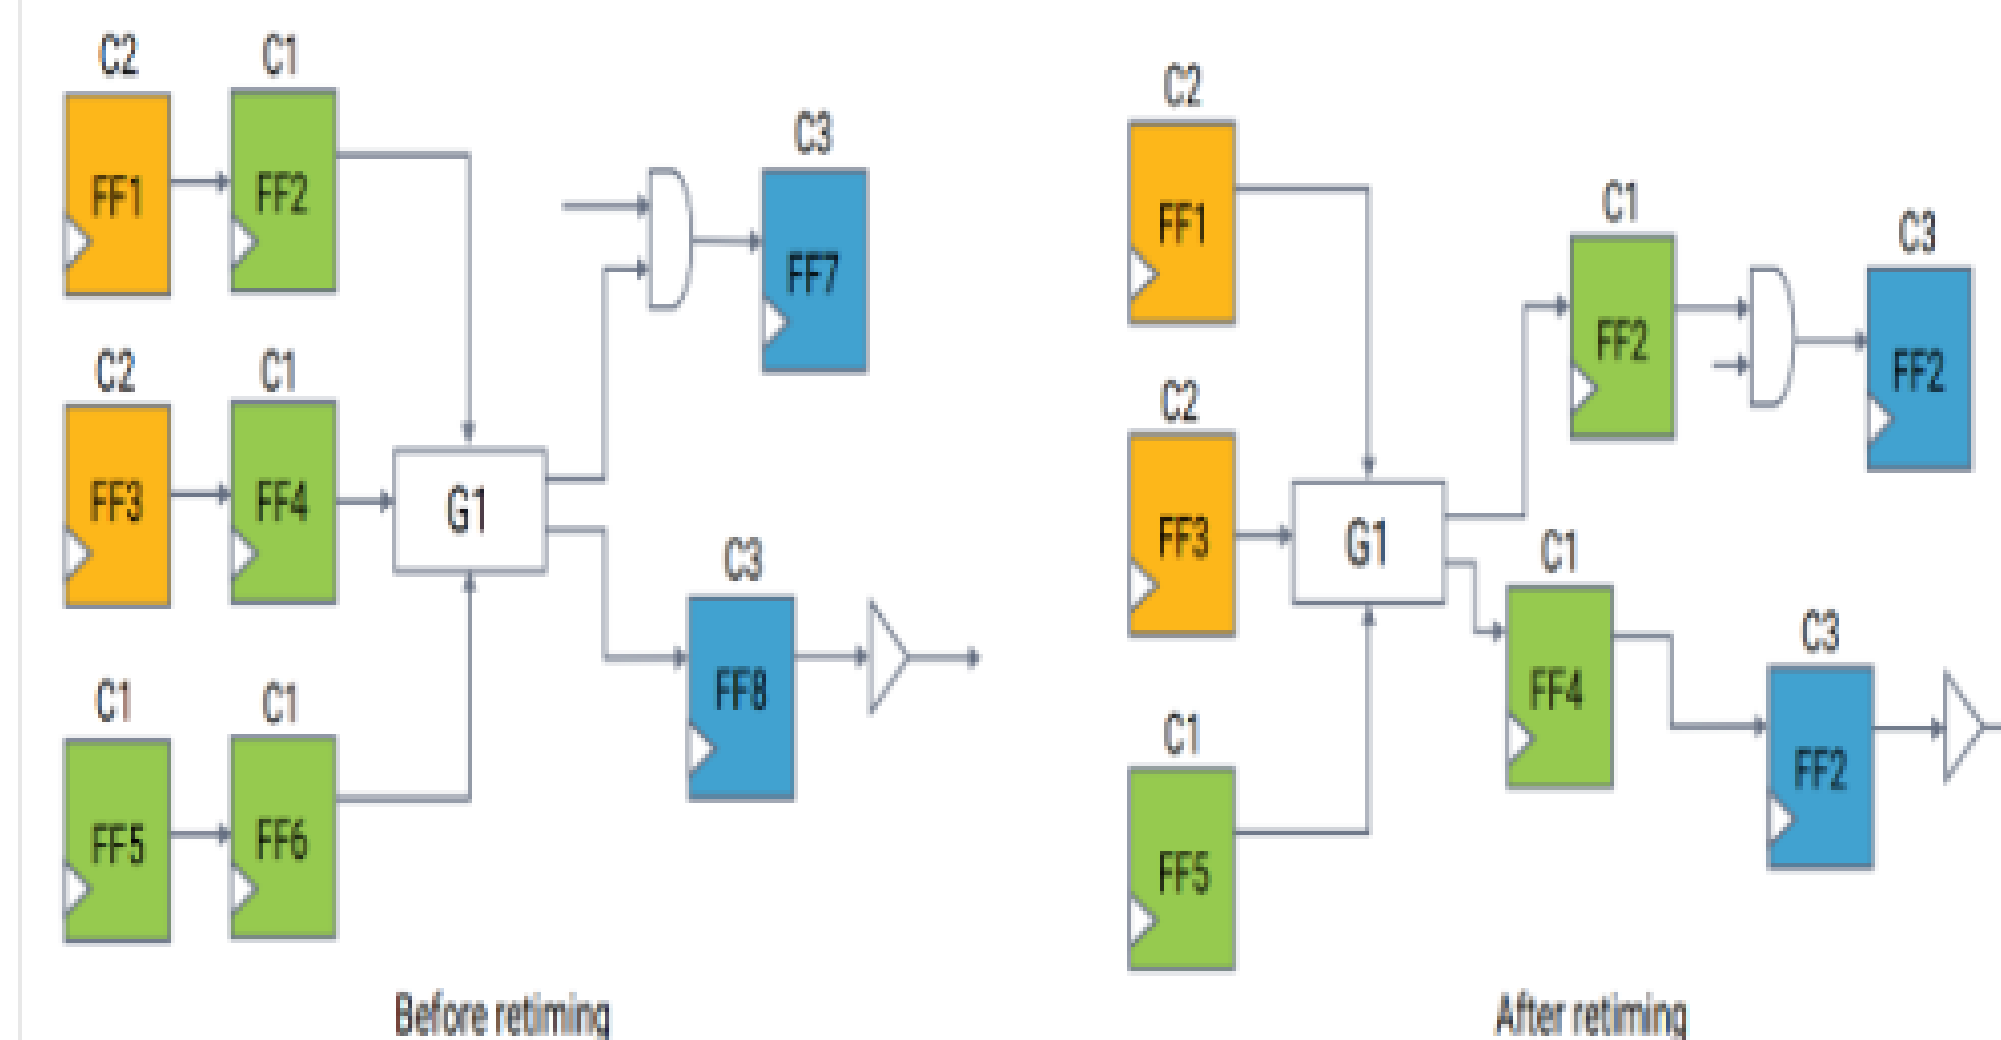 C2
C1
FF1
FF2
C3
FF7
C2
C1
FF3
FF4
G1
C3
FF8
C1
C1
FF5
FF6
Before retiming
C2
FF1
C1
FF2
C3
FF2
C2
FF3
G1
C1
FF4
C3
FF2
C1
FF5
After retiming